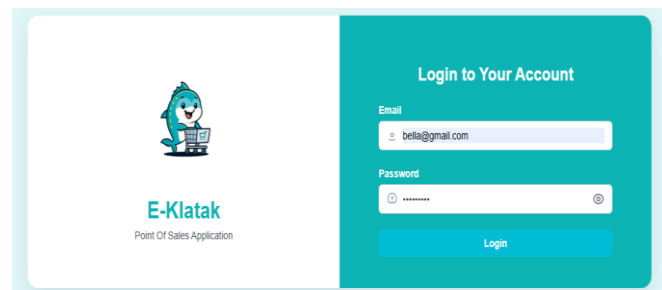 E-Klatak
Point Of Sales Application
Login to Your Account
Email
bella@gmail.com
Password
•••••••••
Login